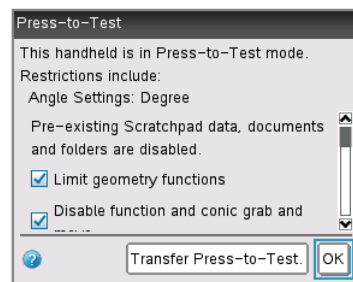 Press-to-Test
This handheld is in Press-to-Test mode.
Restrictions include:
Angle Settings: Degree
Pre-existing Scratchpad data, documents
and folders are disabled.
Limit geometry functions
Disable function and conic grab and
?
Transfer Press-to-Test.
OK